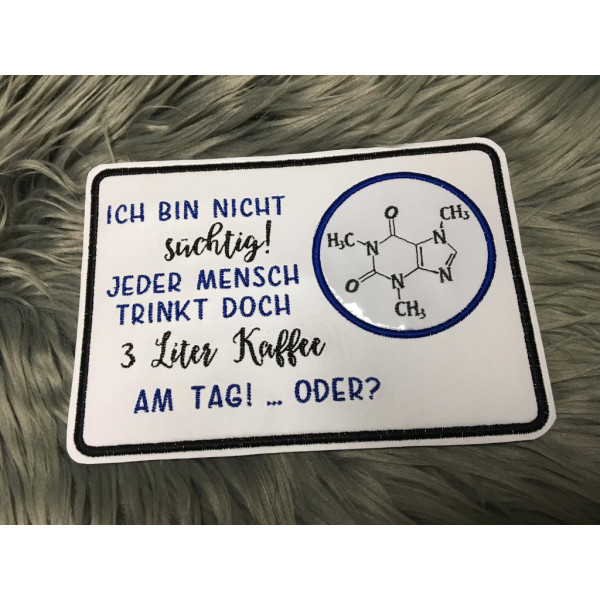 ICH BIN NICHT
süchtig!
JEDER MENSCH
TRINKT DOCH
3 Liter Kaffee
AM TAG! ... ODER?
O
CH₃
H₃C
N
N
O
N
N
CH₃